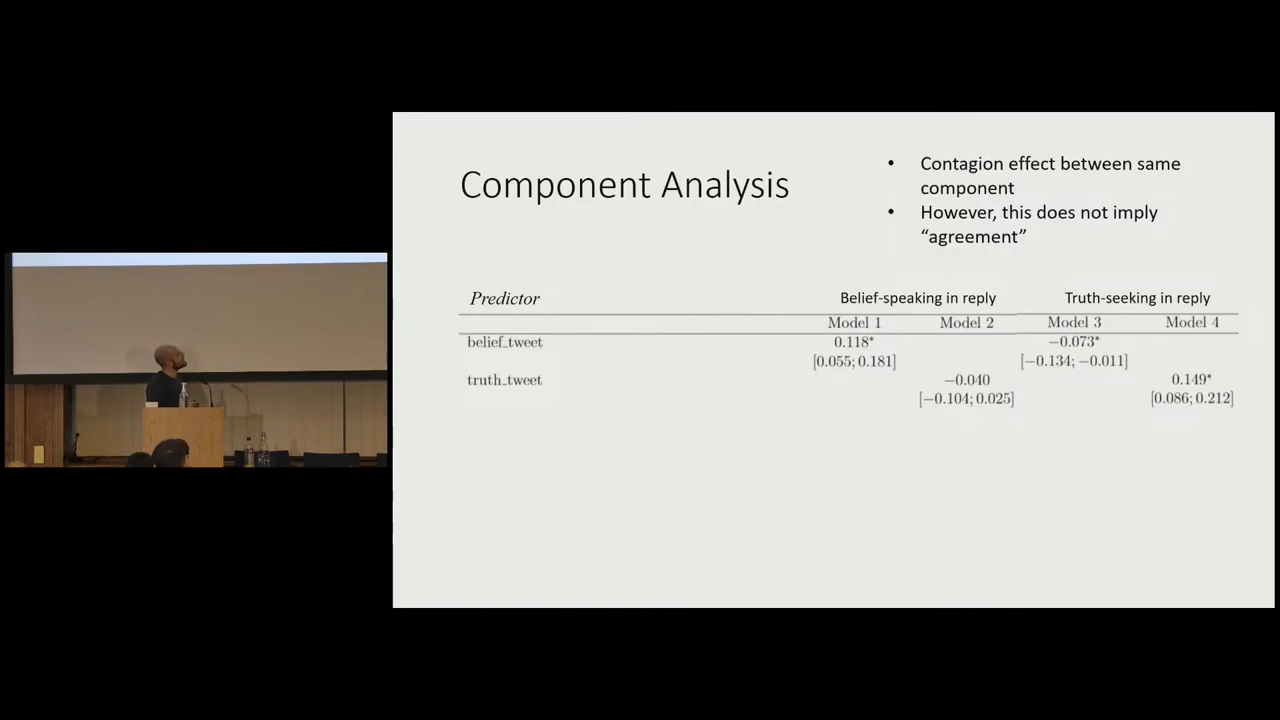 Component Analysis
• Contagion effect between same
component
• However, this does not imply
“agreement”
Predictor Belief-speaking in reply Truth-seeking in reply
Model 1 Model 2 Model 3 Model 4
belief_tweet 0.118* −0.073*
[0.055; 0.181] [−0.134; −0.011]
truth_tweet −0.040 0.149*
[−0.104; 0.025] [0.086; 0.212]